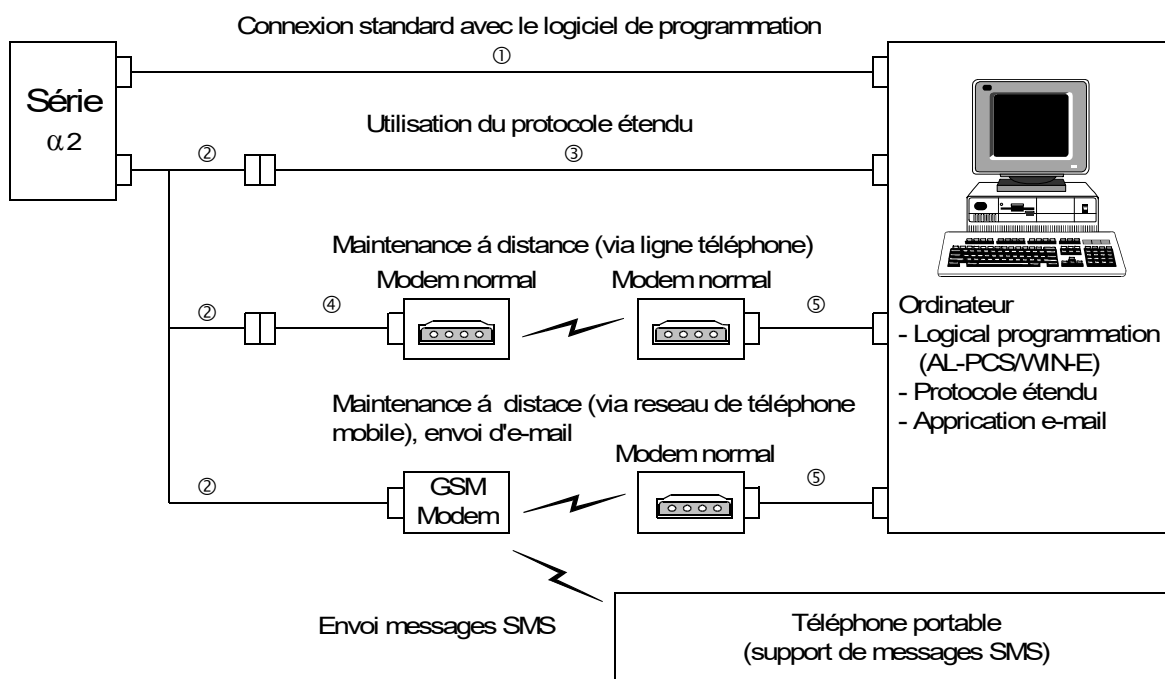 Connexion standard avec le logiciel de programmation
①
Série
α2
Utilisation du protocole étendu
②
③
Maintenance á distance (via ligne téléphone)
Modem normal
Modem normal
②
④
⑤
Ordinateur
- Logical programmation
(AL-PCS/WIN-E)
- Protocole étendu
- Apprication e-mail
Maintenance á distace (via reseau de téléphone
mobile), envoi d'e-mail
Modem normal
②
GSM
Modem
⑤
Envoi messages SMS
Téléphone portable
(support de messages SMS)